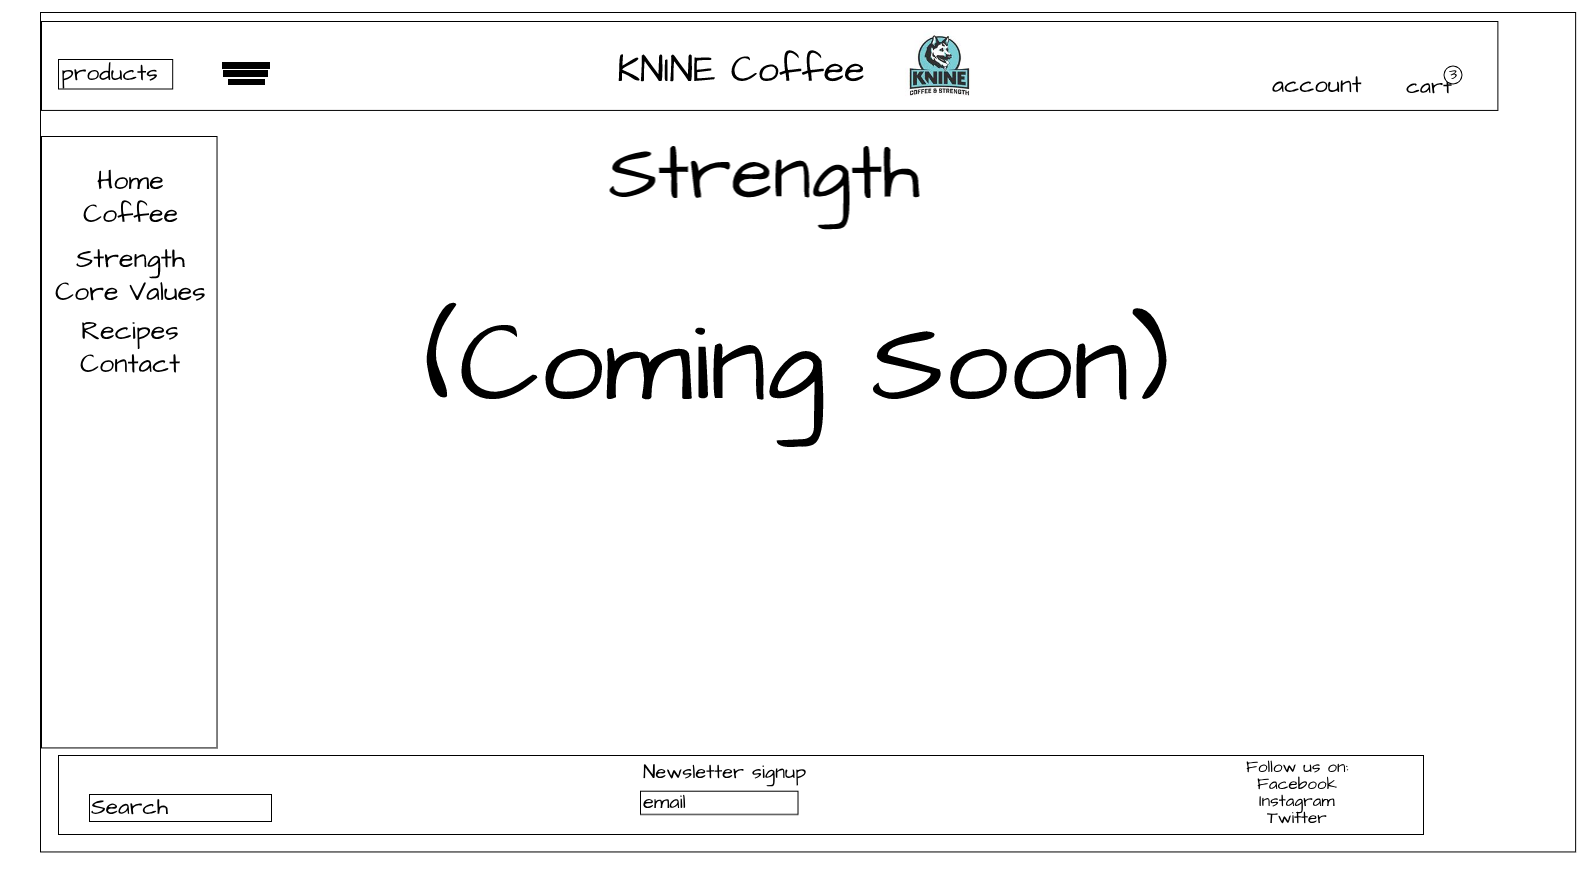 products
KNiNE Coffee
KNINE
COFFEE & STRENGTH
account
cart
3
Strength
Home
Coffee
Strength
Core Values
Recipes
Contact
(Coming Soon)
Search
Newsletter signup
email
Follow us on:
Facebook
Instagram
Twitter